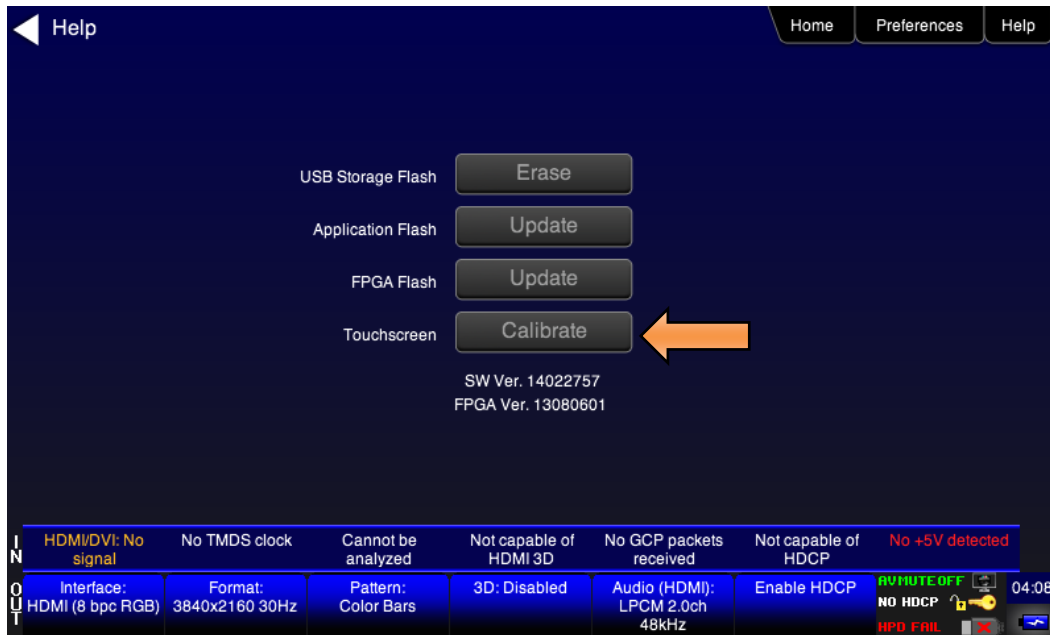 Help
Home
Preferences
Help
USB Storage Flash
Erase
Application Flash
Update
FPGA Flash
Update
Touchscreen
Calibrate
SW Ver. 14022757
FPGA Ver. 13080601
IN
HDMI/DVI: No
signal
No TMDS clock
Cannot be
analyzed
Not capable of
HDMI 3D
No GCP packets
received
Not capable of
HDCP
No +5V detected
OUT
Interface:
HDMI (8 bpc RGB)
Format:
3840x2160 30Hz
Pattern:
Color Bars
3D: Disabled
Audio (HDMI):
LPCM 2.0ch
48kHz
Enable HDCP
AVMUTEOFF
NO HDCP
HPD FAIL
04:08